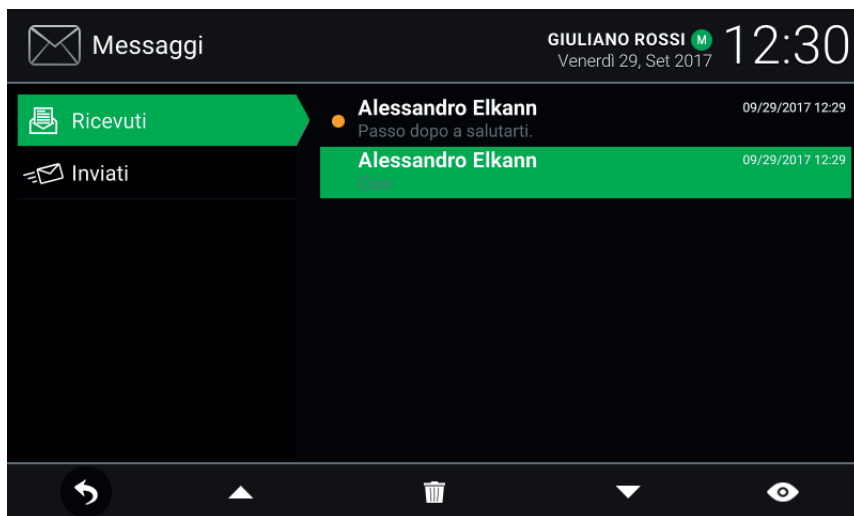 Messaggi
GIULIANO ROSSI M
Venerdì 29, Set 2017
12:30
Ricevuti
Inviati
Alessandro Elkann
09/29/2017 12:29
Passo dopo a salutarti.
Alessandro Elkann
09/29/2017 12:29
Ciao